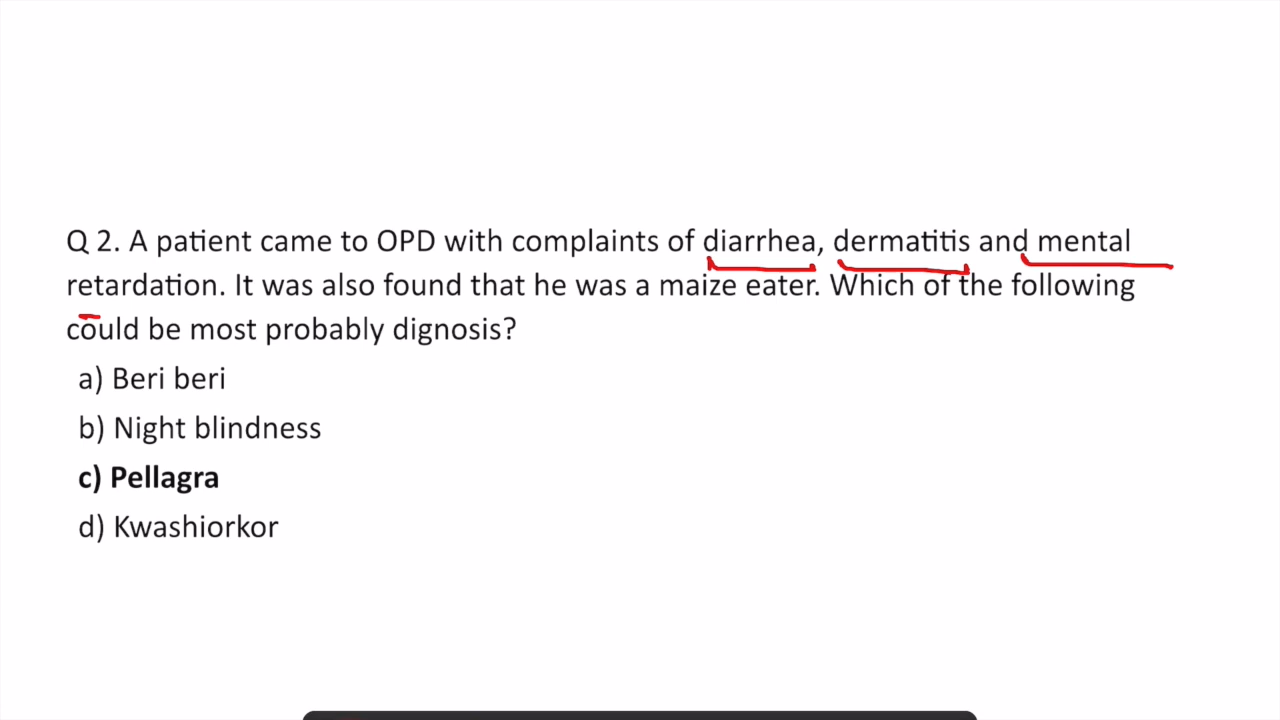 Q 2. A patient came to OPD with complaints of diarrhea, dermatitis and mental
retardation. It was also found that he was a maize eater. Which of the following
could be most probably dignosis?
a) Beri beri
b) Night blindness
c) Pellagra
d) Kwashiorkor